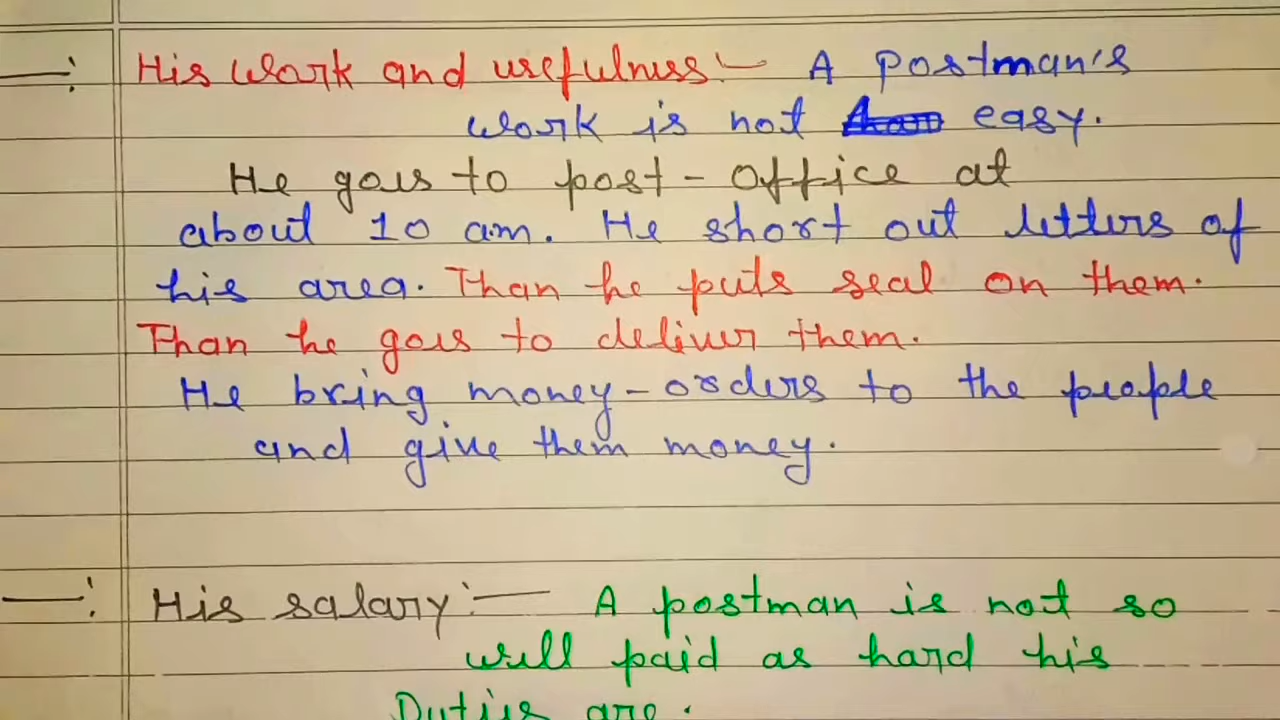 His work and usefulness:- A Postman's
work is not easy.
He goes to post-office at
about 10 am. He short out letters of
his area. Than he puts seal on them.
Than he goes to deliver them.
He bring money-orders to the people
and give them money.
His salary:- A postman is not so
well paid as hard his
Duties are.